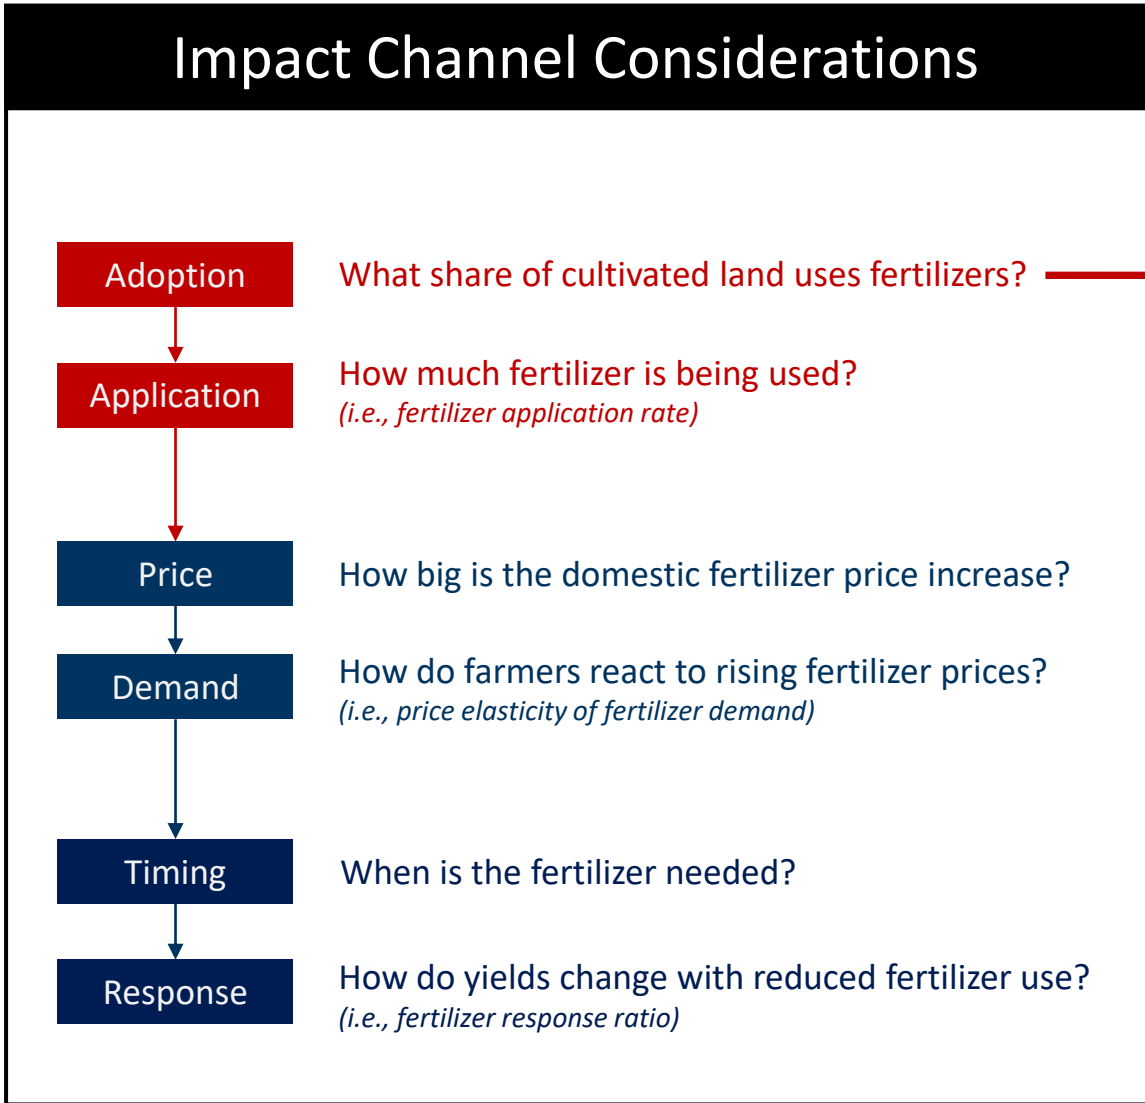 Impact Channel Considerations
Adoption
What share of cultivated land uses fertilizers?
Application
How much fertilizer is being used?
(i.e., fertilizer application rate)
Price
How big is the domestic fertilizer price increase?
Demand
How do farmers react to rising fertilizer prices?
(i.e., price elasticity of fertilizer demand)
Timing
When is the fertilizer needed?
Response
How do yields change with reduced fertilizer use?
(i.e., fertilizer response ratio)